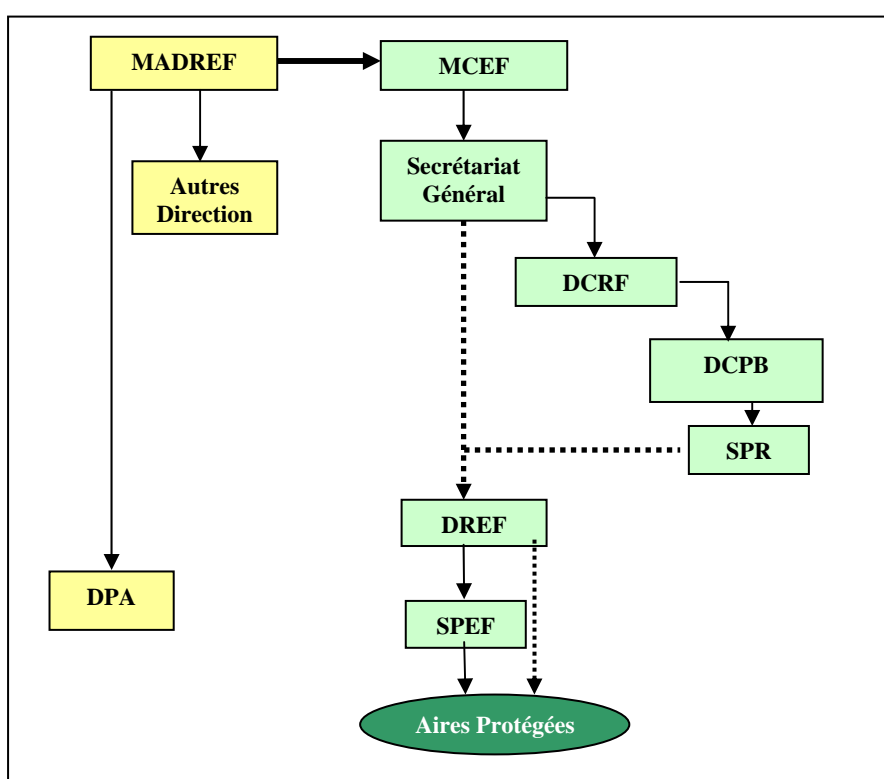 MADREF
MCEF
Autres
Direction
Secrétariat
Général
DCRF
DCPB
SPR
DREF
DPA
SPEF
Aires Protégées